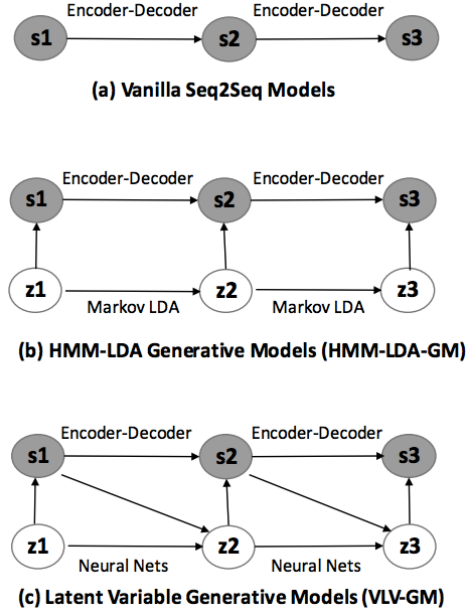 Encoder-Decoder Encoder-Decoder
s1 s2 s3
(a) Vanilla Seq2Seq Models
Encoder-Decoder Encoder-Decoder
s1 s2 s3
z1 z2 z3
Markov LDA Markov LDA
(b) HMM-LDA Generative Models (HMM-LDA-GM)
Encoder-Decoder Encoder-Decoder
s1 s2 s3
z1 z2 z3
Neural Nets Neural Nets
(c) Latent Variable Generative Models (VLV-GM)